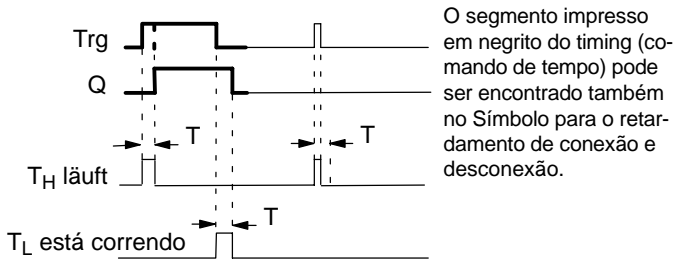 Trg
Q
T
T
T_H läuft
T
T_L está correndo
O segmento impresso
em negrito do timing (co-
mando de tempo) pode
ser encontrado também
no Símbolo para o retar-
damento de conexão e
desconexão.